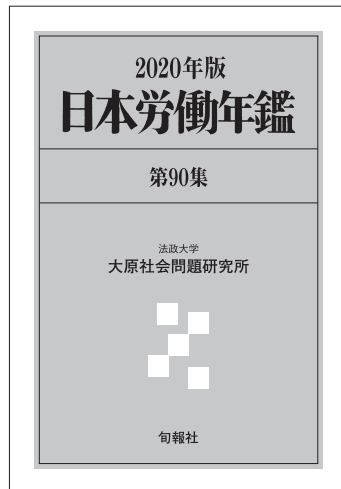 2020年版
日本労働年鑑
第90集
法政大学
大原社会問題研究所
旬報社